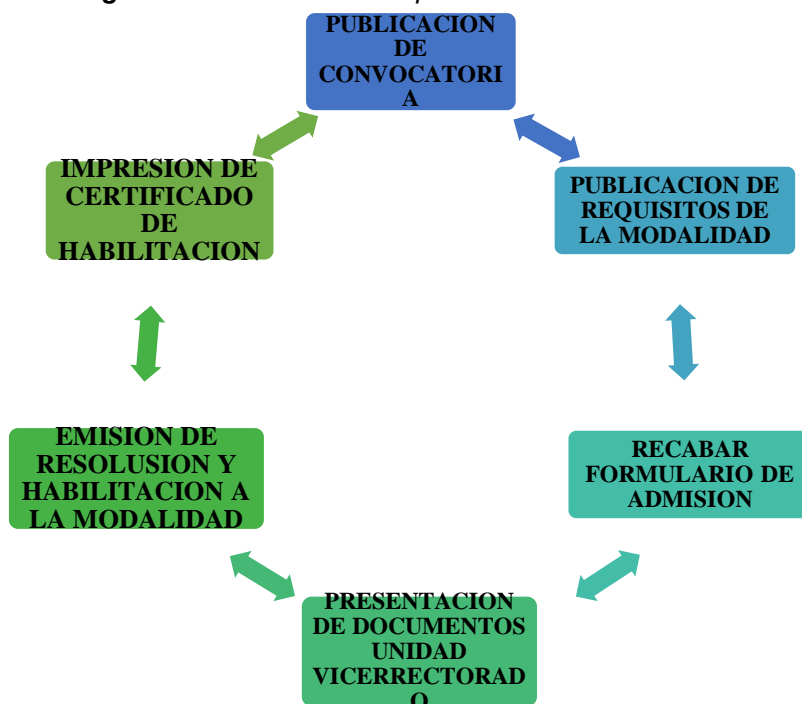 PUBLICACION
DE
CONVOCATORI
A
PUBLICACION DE
REQUISITOS DE
LA MODALIDAD
RECABAR
FORMULARIO DE
ADMISION
PRESENTACION
DE DOCUMENTOS
UNIDAD
VICERRECTORAD
O
EMISION DE
RESOLUSION Y
HABILITACION A
LA MODALIDAD
IMPRESION DE
CERTIFICADO
DE
HABILITACION